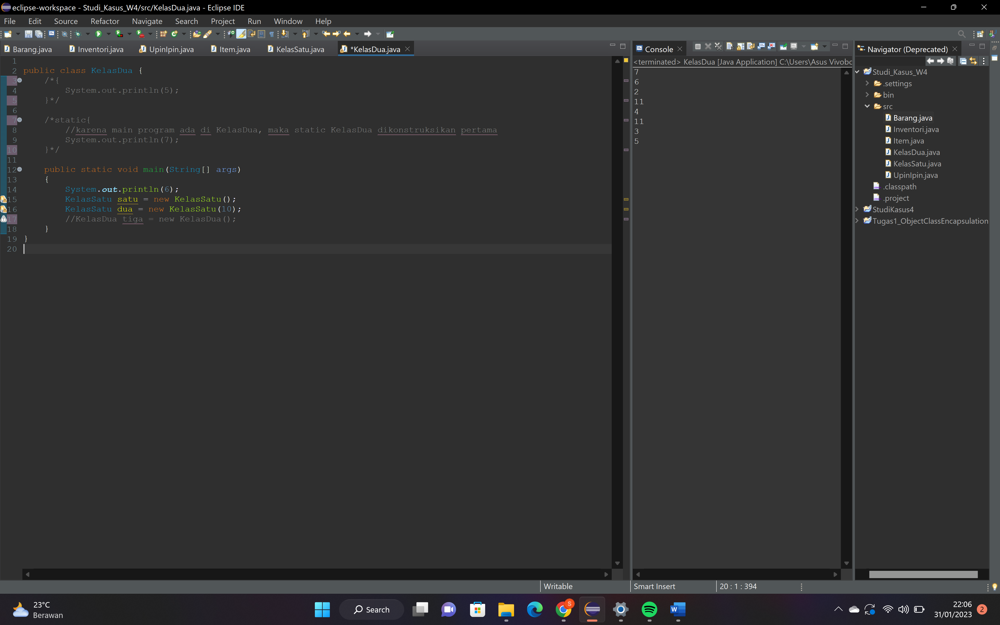 eclipse-workspace - Studi_Kasus_W4/src/KelasDua.java - Eclipse IDE
File Edit Source Refactor Navigate Search Project Run Window Help
Barang.java Inventori.java UpinIpin.java Item.java KelasSatu.java *KelasDua.java
1
2 public class KelasDua {
3 /*{
4 System.out.println(5);
5 }*/
6
7 /*static{
8 //karena main program ada di KelasDua, maka static KelasDua dikonstruksikan pertama
9 System.out.println(7);
10 }*/
11
12 public static void main(String[] args)
13 {
14 System.out.println(6);
15 KelasSatu satu = new KelasSatu();
16 KelasSatu dua = new KelasSatu(10);
17 //KelasDua tiga = new KelasDua();
18 }
19 }
20
Console
<terminated> KelasDua [Java Application] C:\Users\Asus Vivobo
7
6
2
11
4
11
3
5
Navigator (Deprecated)
Studi_Kasus_W4
.settings
bin
src
Barang.java
Inventori.java
Item.java
KelasDua.java
KelasSatu.java
UpinIpin.java
.classpath
.project
StudiKasus4
Tugas1_ObjectClassEncapsulation
Writable Smart Insert 20 : 1 : 394
23°C
Berawan
Search
S
W
22:06
31/01/2023
2